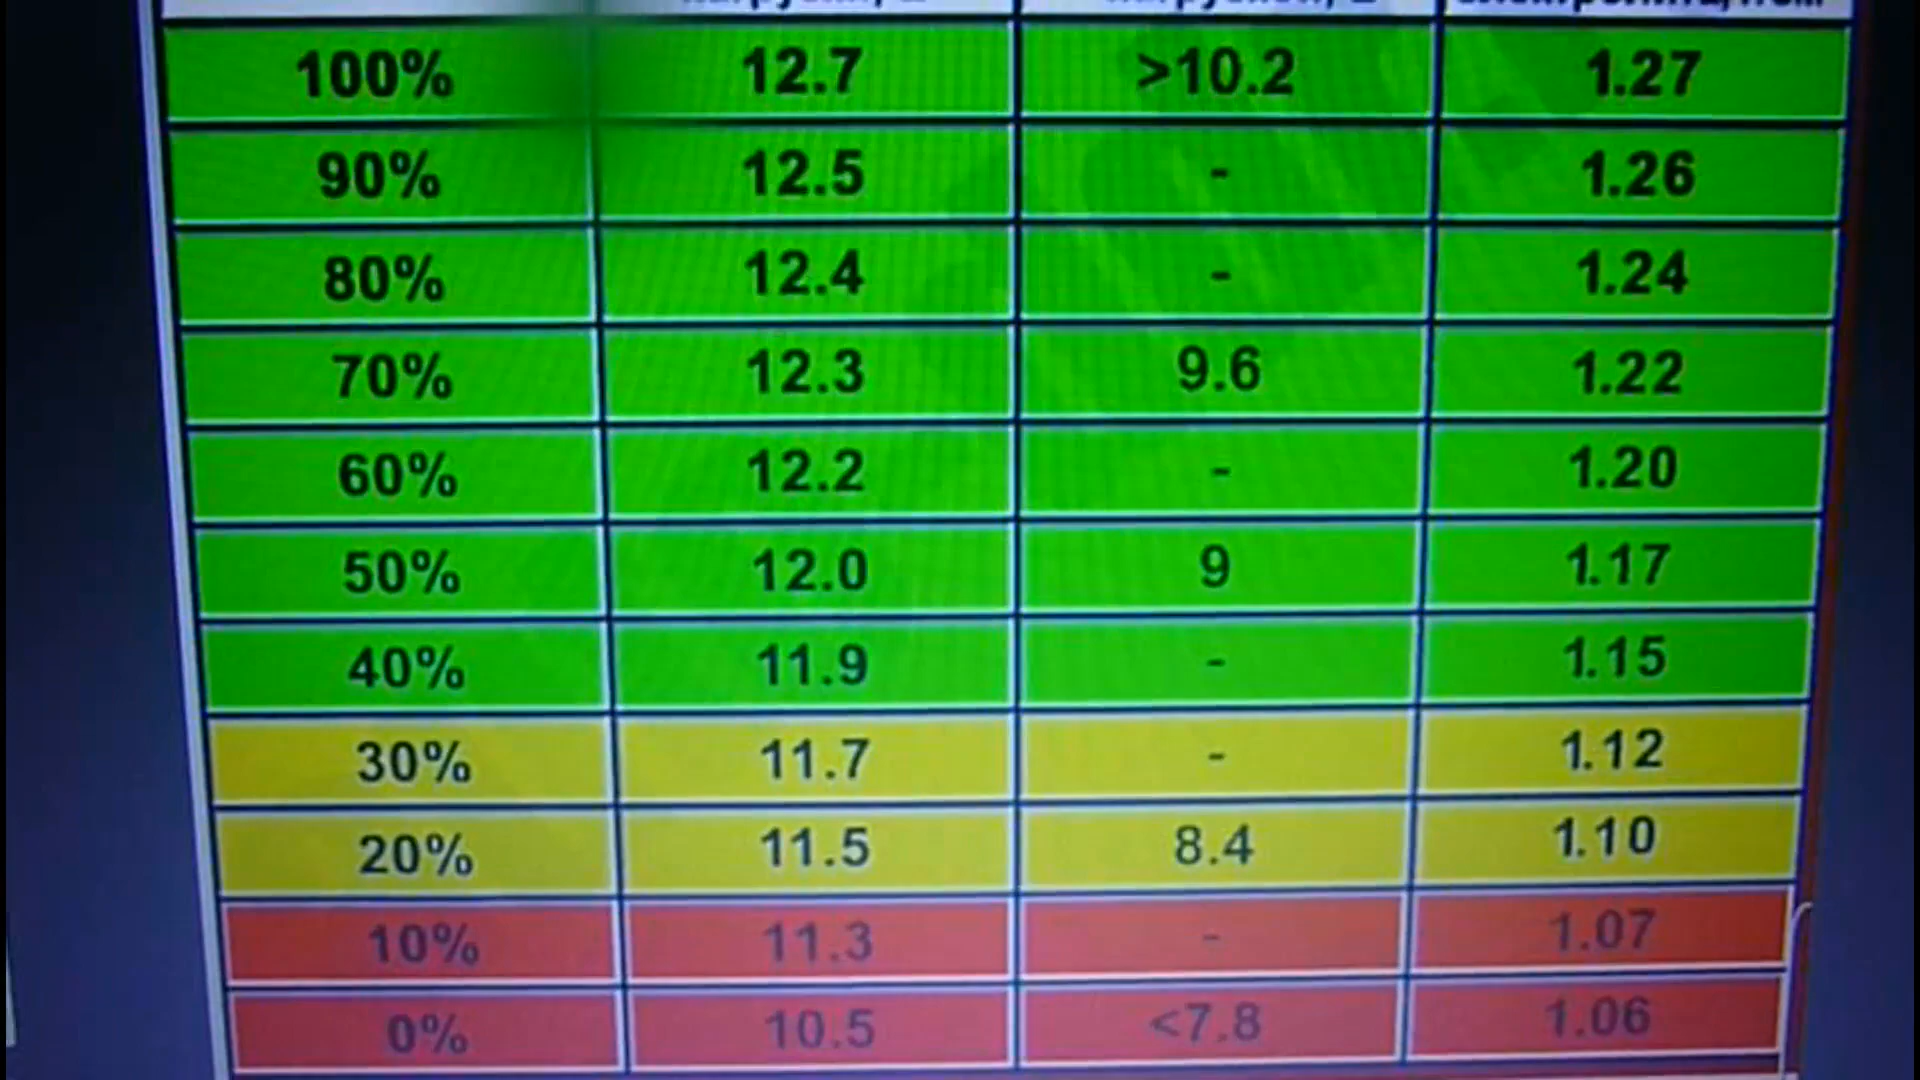 100% 12.7 >10.2 1.27
90% 12.5 - 1.26
80% 12.4 - 1.24
70% 12.3 9.6 1.22
60% 12.2 - 1.20
50% 12.0 9 1.17
40% 11.9 - 1.15
30% 11.7 - 1.12
20% 11.5 8.4 1.10
10% 11.3 - 1.07
0% 10.5 <7.8 1.06